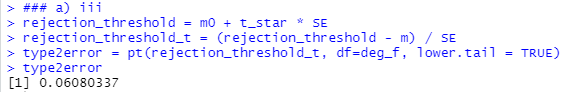 > ### a) iii
> rejection_threshold = m0 + t_star * SE
> rejection_threshold_t = (rejection_threshold - m) / SE
> type2error = pt(rejection_threshold_t, df=deg_f, lower.tail = TRUE)
> type2error
[1] 0.06080337